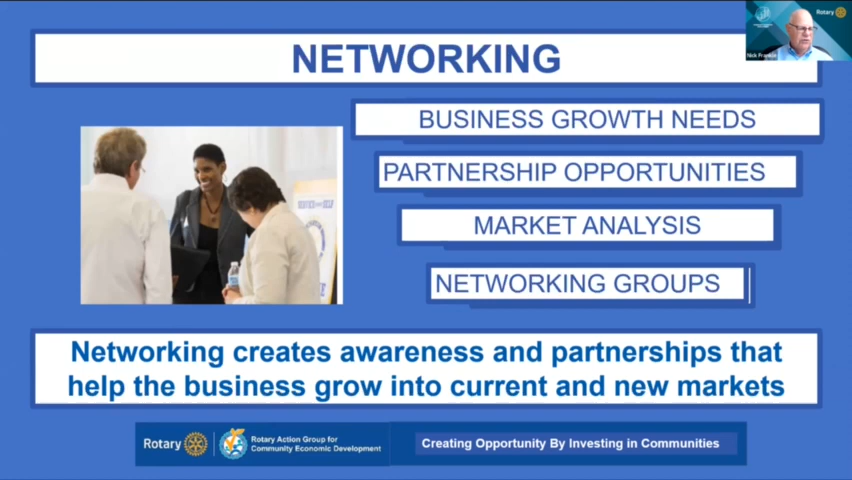 NETWORKING
Rotary
BUSINESS GROWTH NEEDS
PARTNERSHIP OPPORTUNITIES
MARKET ANALYSIS
NETWORKING GROUPS
Networking creates awareness and partnerships that
help the business grow into current and new markets
Rotary
Rotary Action Group for
Community Economic Development
Creating Opportunity By Investing in Communities